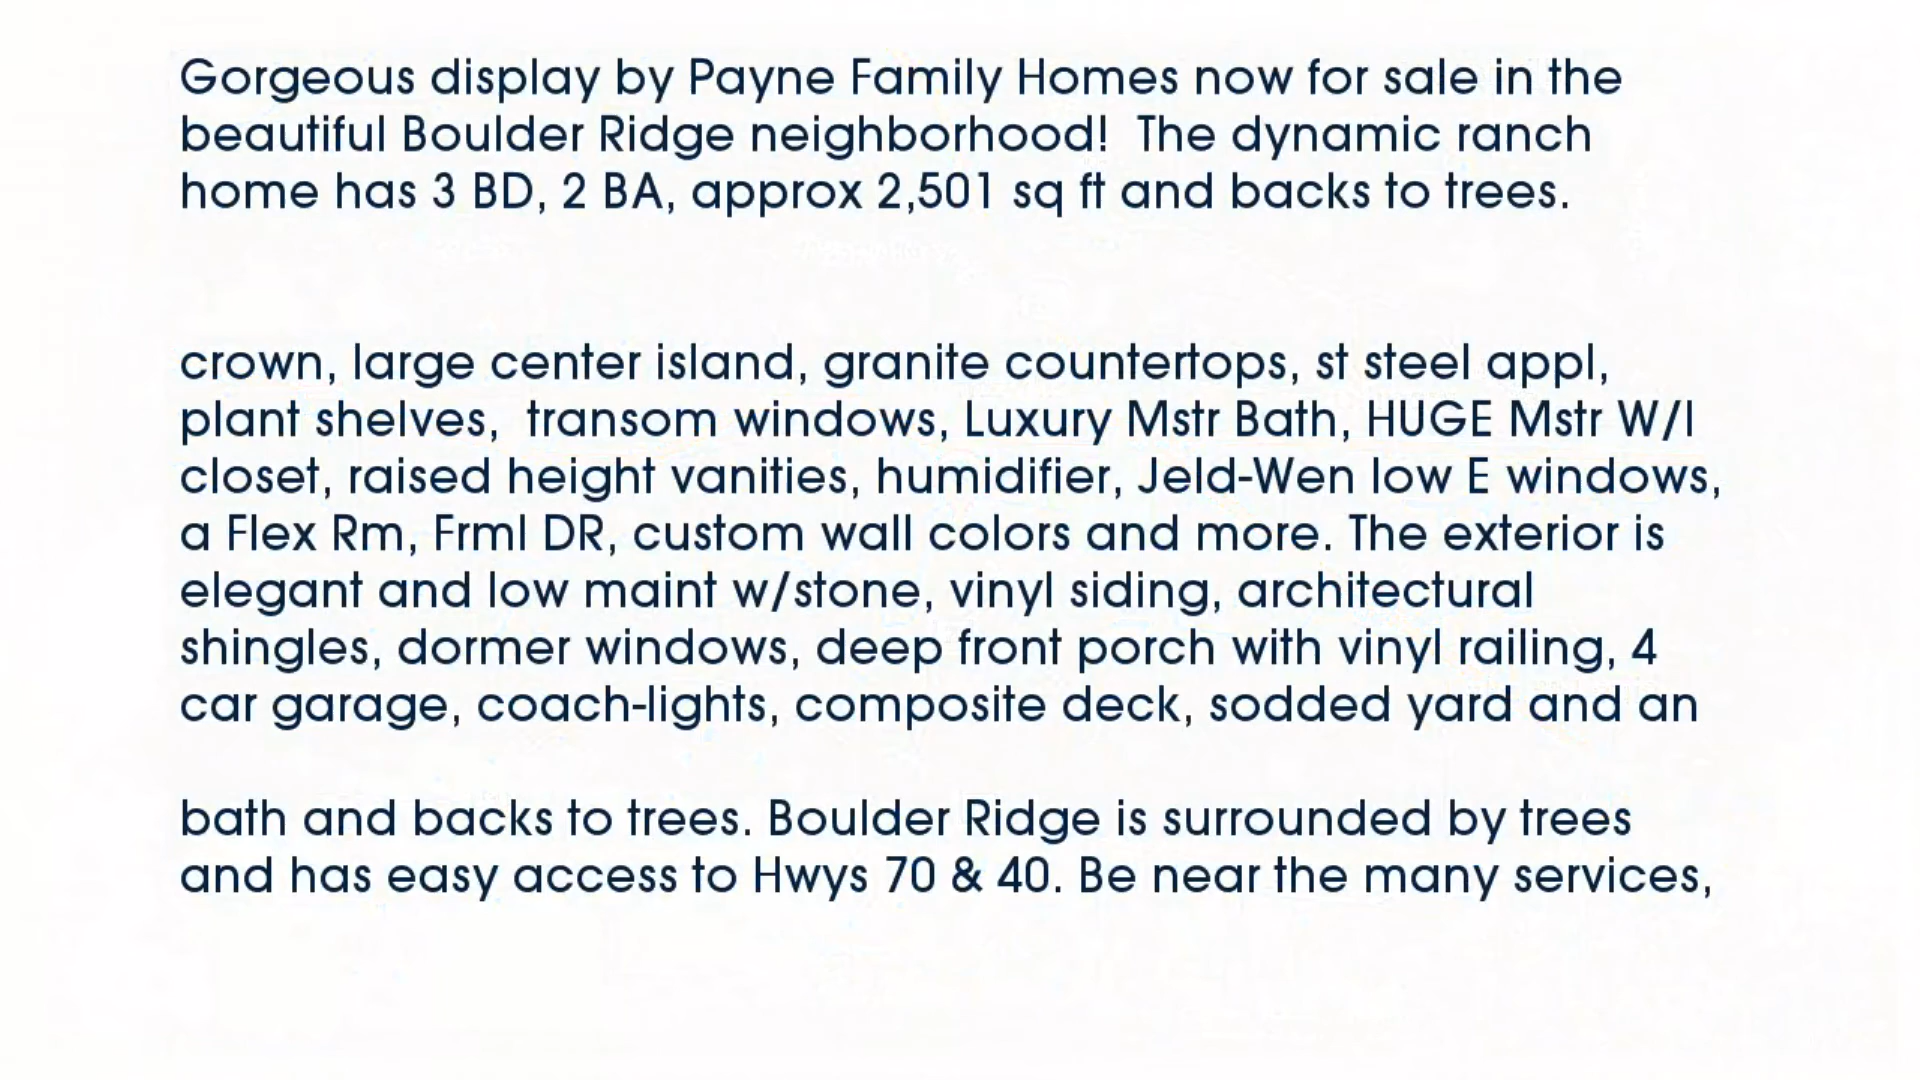 Gorgeous display by Payne Family Homes now for sale in the
beautiful Boulder Ridge neighborhood!  The dynamic ranch
home has 3 BD, 2 BA, approx 2,501 sq ft and backs to trees.
crown, large center island, granite countertops, st steel appl,
plant shelves,  transom windows, Luxury Mstr Bath, HUGE Mstr W/I
closet, raised height vanities, humidifier, Jeld-Wen low E windows,
a Flex Rm, Frml DR, custom wall colors and more. The exterior is
elegant and low maint w/stone, vinyl siding, architectural
shingles, dormer windows, deep front porch with vinyl railing, 4
car garage, coach-lights, composite deck, sodded yard and an
bath and backs to trees. Boulder Ridge is surrounded by trees
and has easy access to Hwys 70 & 40. Be near the many services,